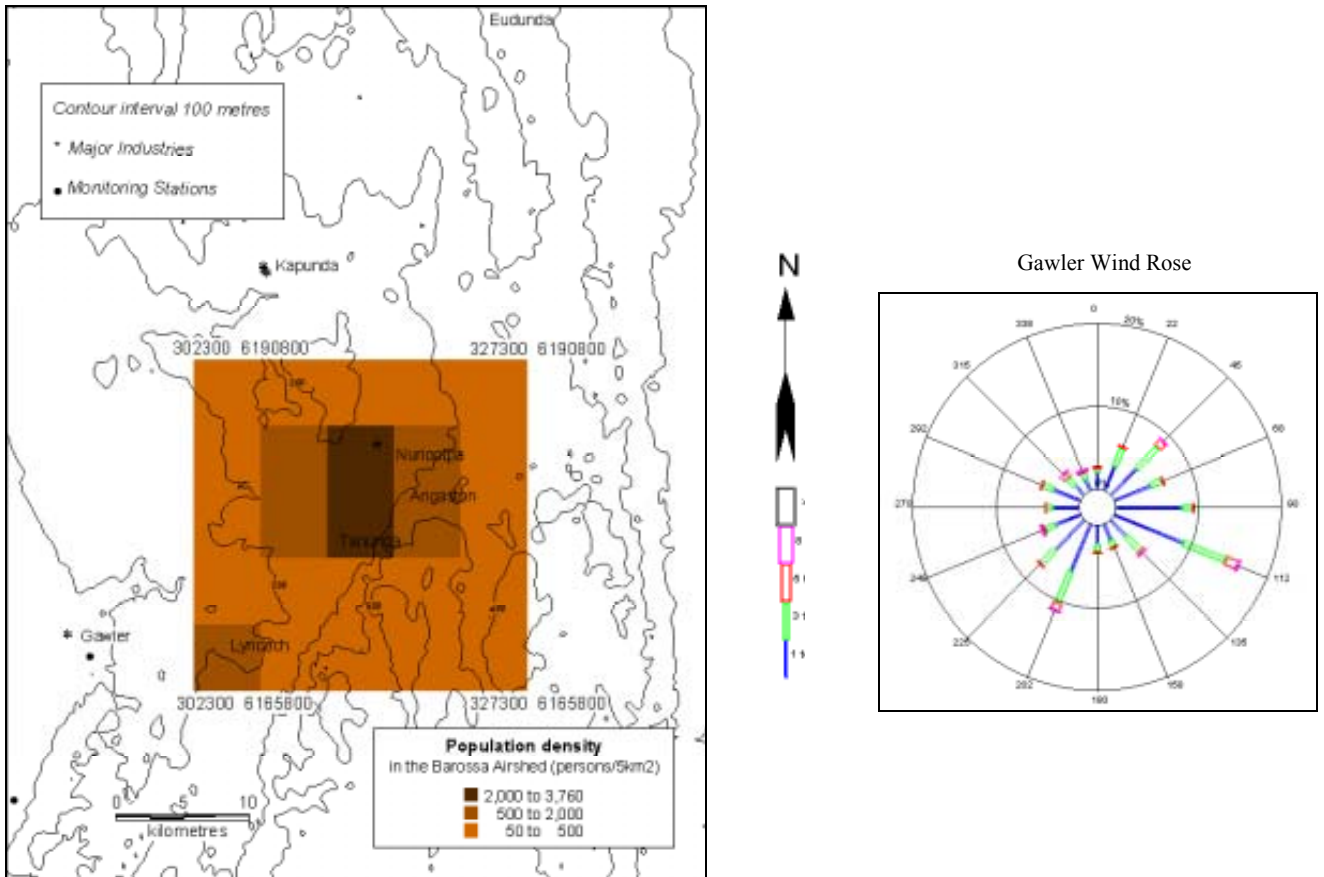 Eudunda
Contour interval 100 metres
* Major Industries
Monitoring Stations
Kapunda
302300 6190800
327300 6190800
Nuriootpa
Angaston
Tanunda
Gawler
Lyndoch
302300 6165800
327300 6165800
Population density
in the Barossa Airshed (persons/5km2)
2,000 to 3,760
500 to 2,000
50 to 500
0 5 10
kilometres
N
Gawler Wind Rose
0
20%
22
45
10%
90
112
135
180
202
225
270
292
315